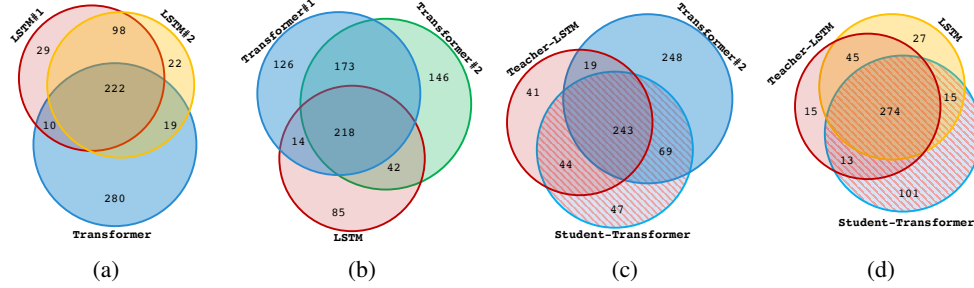 LSTM#1
LSTM#2
29
98
22
222
10
19
280
Transformer
(a)
Transformer#1
Transformer#2
126
173
146
218
14
42
85
LSTM
(b)
Teacher-LSTM
Transformer#2
19
248
41
243
44
69
47
Student-Transformer
(c)
Teacher-LSTM
LSTM
27
45
15
274
15
13
101
Student-Transformer
(d)